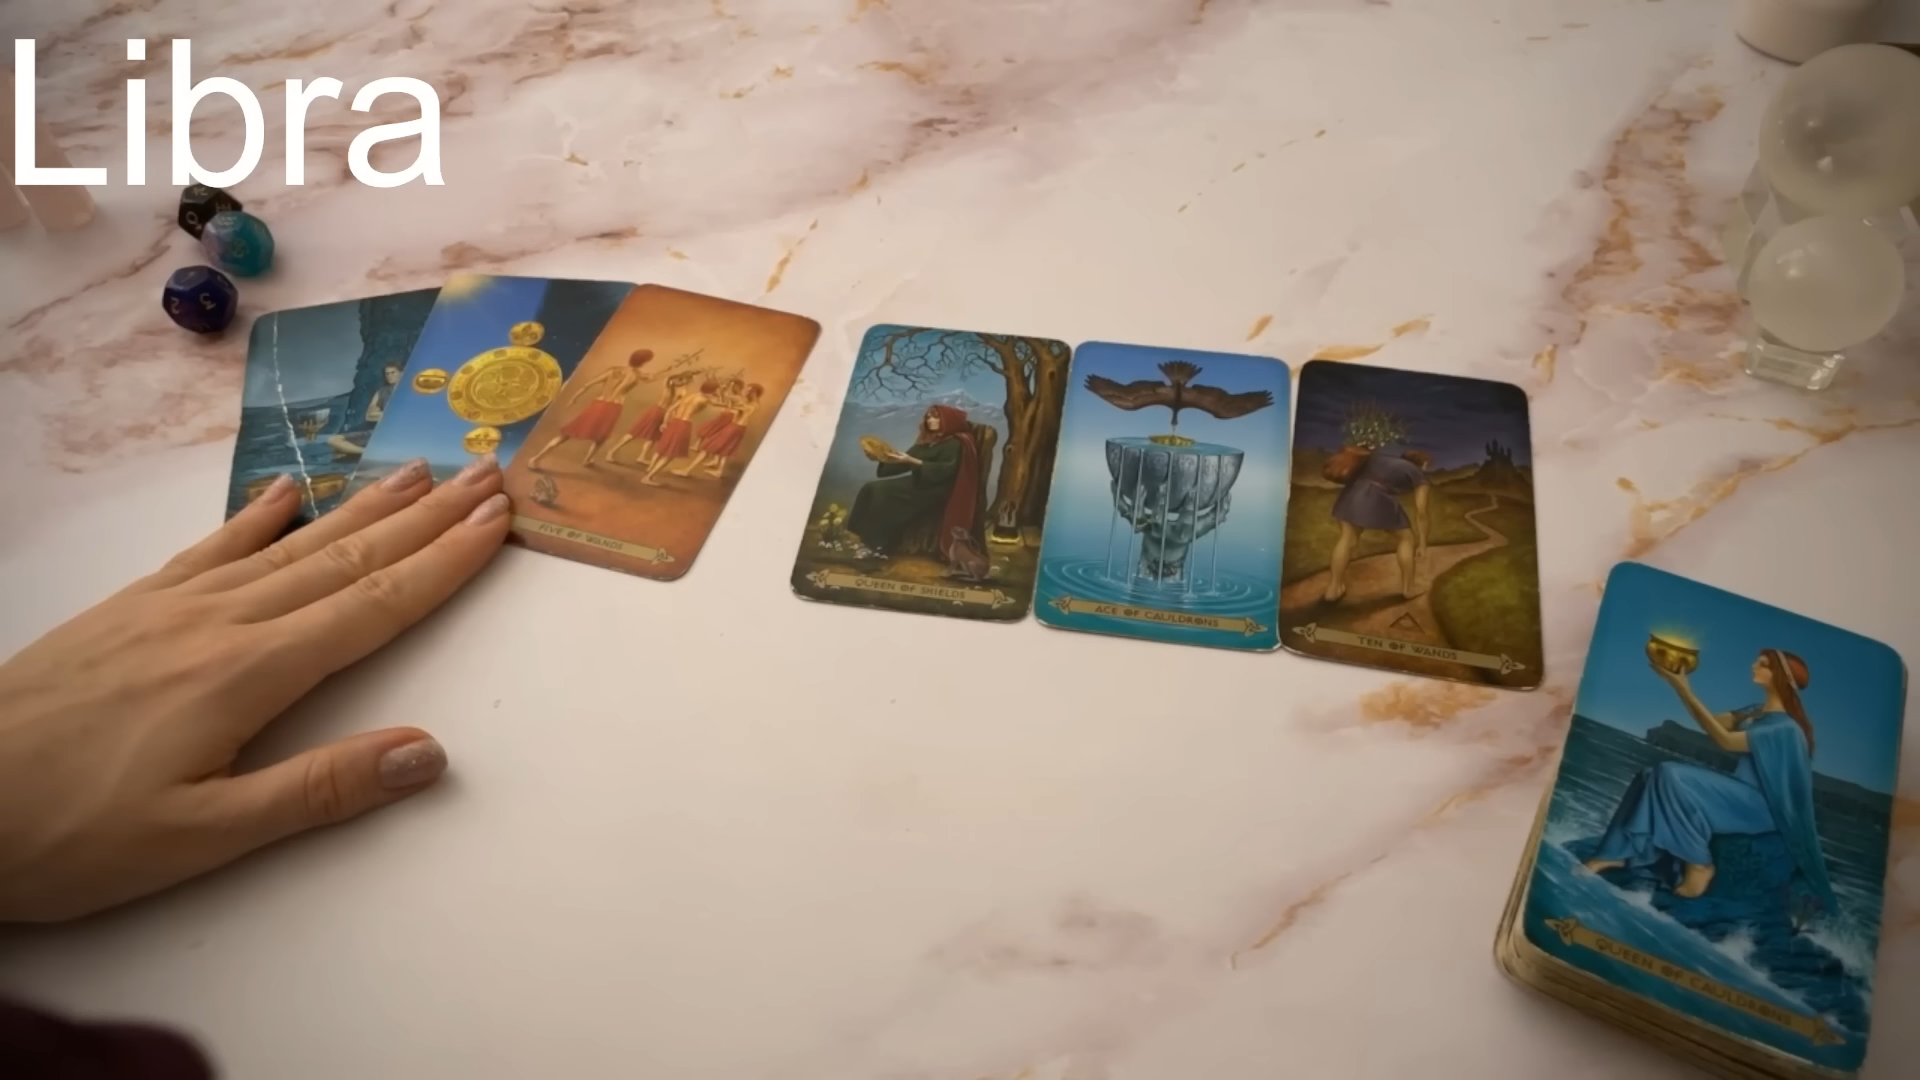 Libra
FIVE OF WANDS
QUEEN OF SHIELDS
ACE OF CAULDRONS
TEN OF WANDS
QUEEN OF CAULDRONS